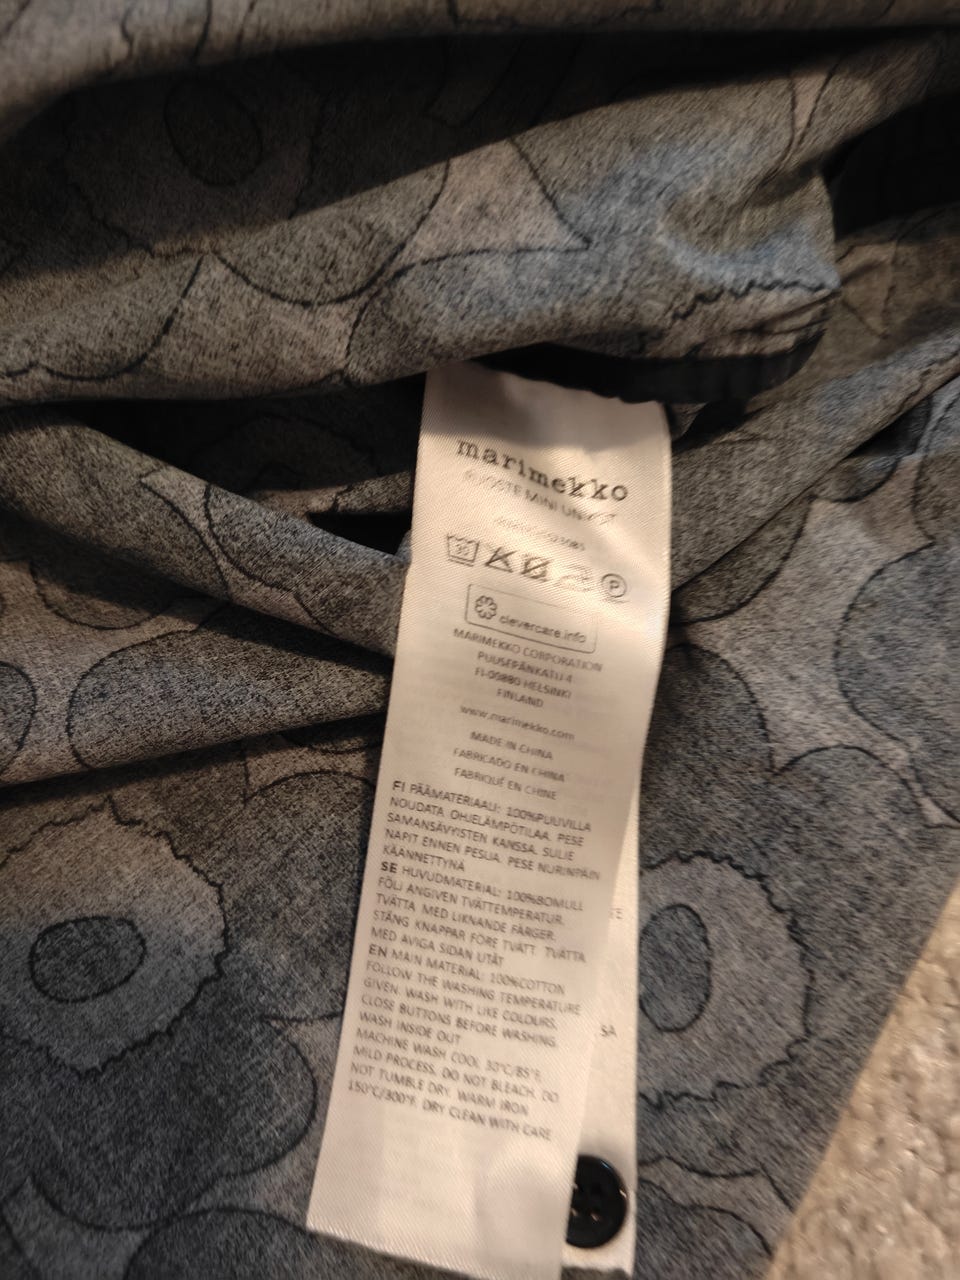 marimekko
MINI UNIKOT
30
P
clevercare.info
MARIMEKKO CORPORATION
PUUSEPÄNKATU 4
FI-00880 HELSINKI
FINLAND
www.marimekko.com
MADE IN CHINA
FABRICADO EN CHINA
FABRIQUÉ EN CHINE
FI PÄÄMATERIAALI: 100%PUUVILLA
NOUDATA OHJELÄMPÖTILAA. PESE
SAMANSÄVYISTEN KANSSA. SULJE
NAPIT ENNEN PESUA. PESE NURINPÄIN
KÄÄNNETTYNÄ
SE HUVUDMATERIAL: 100%BOMULL
FÖLJ ANGIVEN TVÄTTEMPERATUR.
TVÄTTA MED LIKNANDE FÄRGER.
STÄNG KNAPPAR FÖRE TVÄTT. TVÄTTA
MED AVIGA SIDAN UTÅT
EN MAIN MATERIAL: 100%COTTON
FOLLOW THE WASHING TEMPERATURE
GIVEN. WASH WITH LIKE COLOURS.
CLOSE BUTTONS BEFORE WASHING.
WASH INSIDE OUT
MACHINE WASH COOL 30°C/85°F.
MILD PROCESS. DO NOT BLEACH. DO
NOT TUMBLE DRY. WARM IRON
150°C/300°F. DRY CLEAN WITH CARE